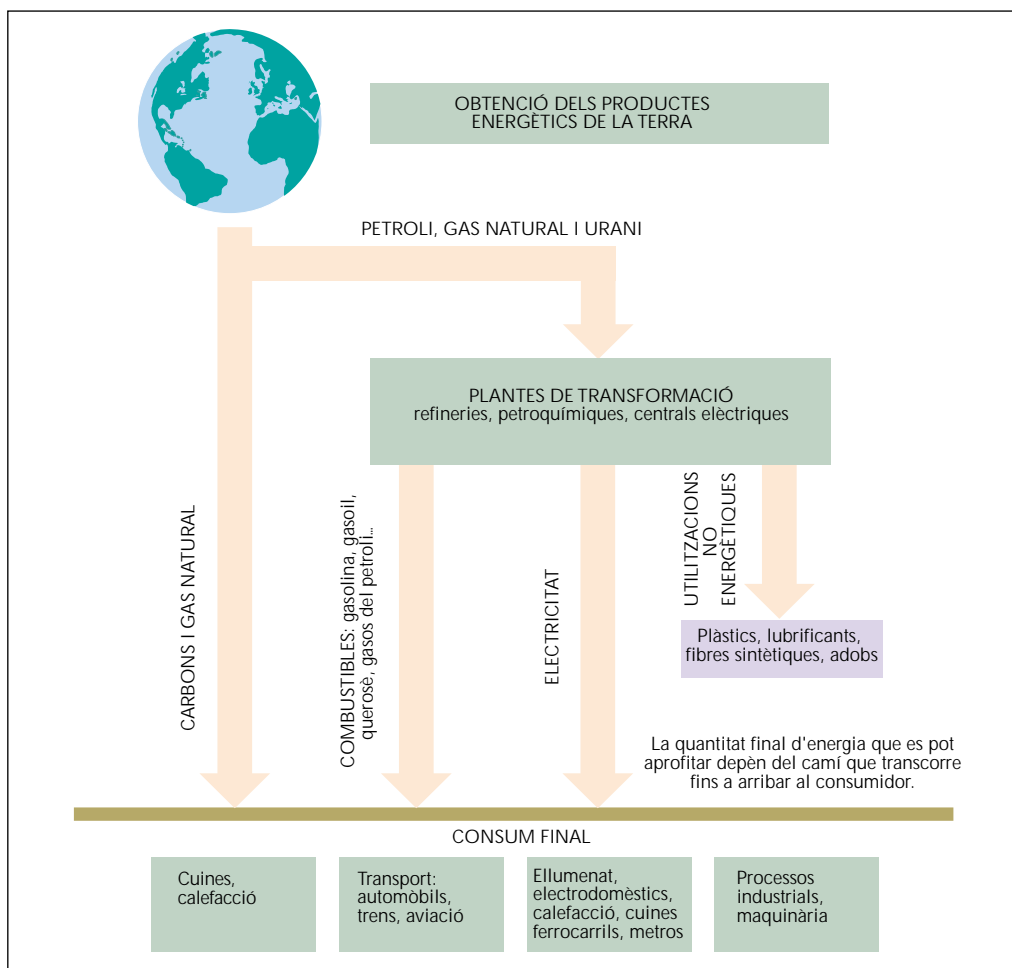 OBTENCIÓ DELS PRODUCTES
ENERGÈTICS DE LA TERRA
PETROLI, GAS NATURAL I URANI
PLANTES DE TRANSFORMACIÓ
refineries, petroquímiques, centrals elèctriques
CARBONS I GAS NATURAL
COMBUSTIBLES: gasolina, gasoil,
querosè, gasos del petroli...
ELECTRICITAT
UTILITZACIONS
NO
ENERGÈTIQUES
Plàstics, lubrificants,
fibres sintètiques, adobs
La quantitat final d'energia que es pot
aprofitar depèn del camí que transcorre
fins a arribar al consumidor.
CONSUM FINAL
Cuines,
calefacció
Transport:
automòbils,
trens, aviació
Ellumenat,
electrodomèstics,
calefacció, cuines
ferrocarrils, metros
Processos
industrials,
maquinària